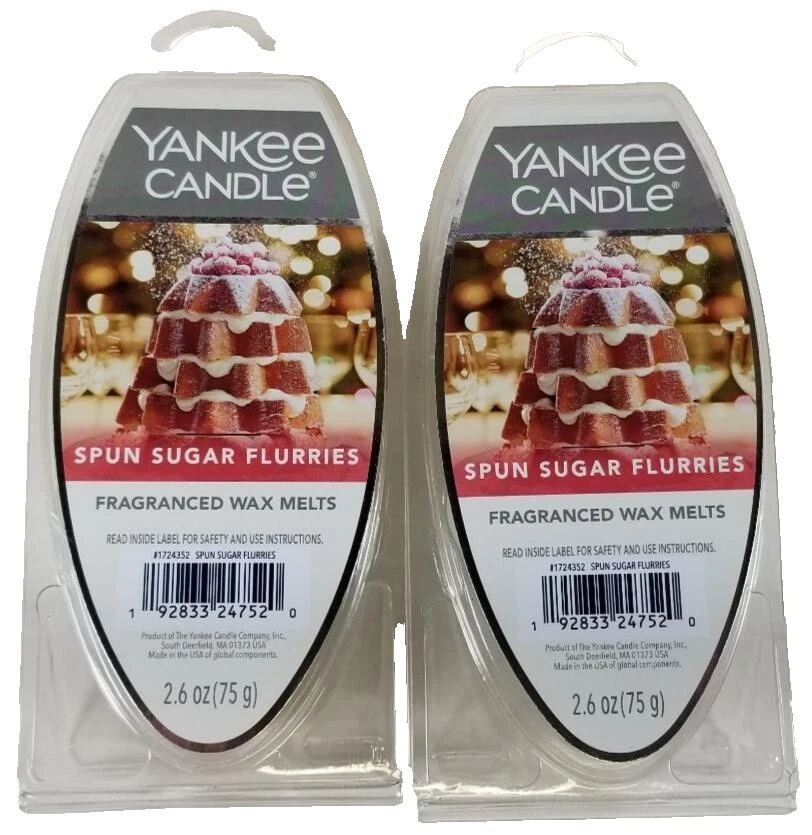 YANKEE
CANDLE®
SPUN SUGAR FLURRIES
FRAGRANCED WAX MELTS
READ INSIDE LABEL FOR SAFETY AND USE INSTRUCTIONS.
#1724352 SPUN SUGAR FLURRIES
1 92833 24752 0
Product of The Yankee Candle Company, Inc.,
South Deerfield, MA 01373 USA
Made in the USA of global components.
2.6 oz (75 g)
YANKEE
CANDLE®
SPUN SUGAR FLURRIES
FRAGRANCED WAX MELTS
READ INSIDE LABEL FOR SAFETY AND USE INSTRUCTIONS.
#1724352 SPUN SUGAR FLURRIES
1 92833 24752 0
Product of The Yankee Candle Company, Inc.,
South Deerfield, MA 01373 USA
Made in the USA of global components.
2.6 oz (75 g)